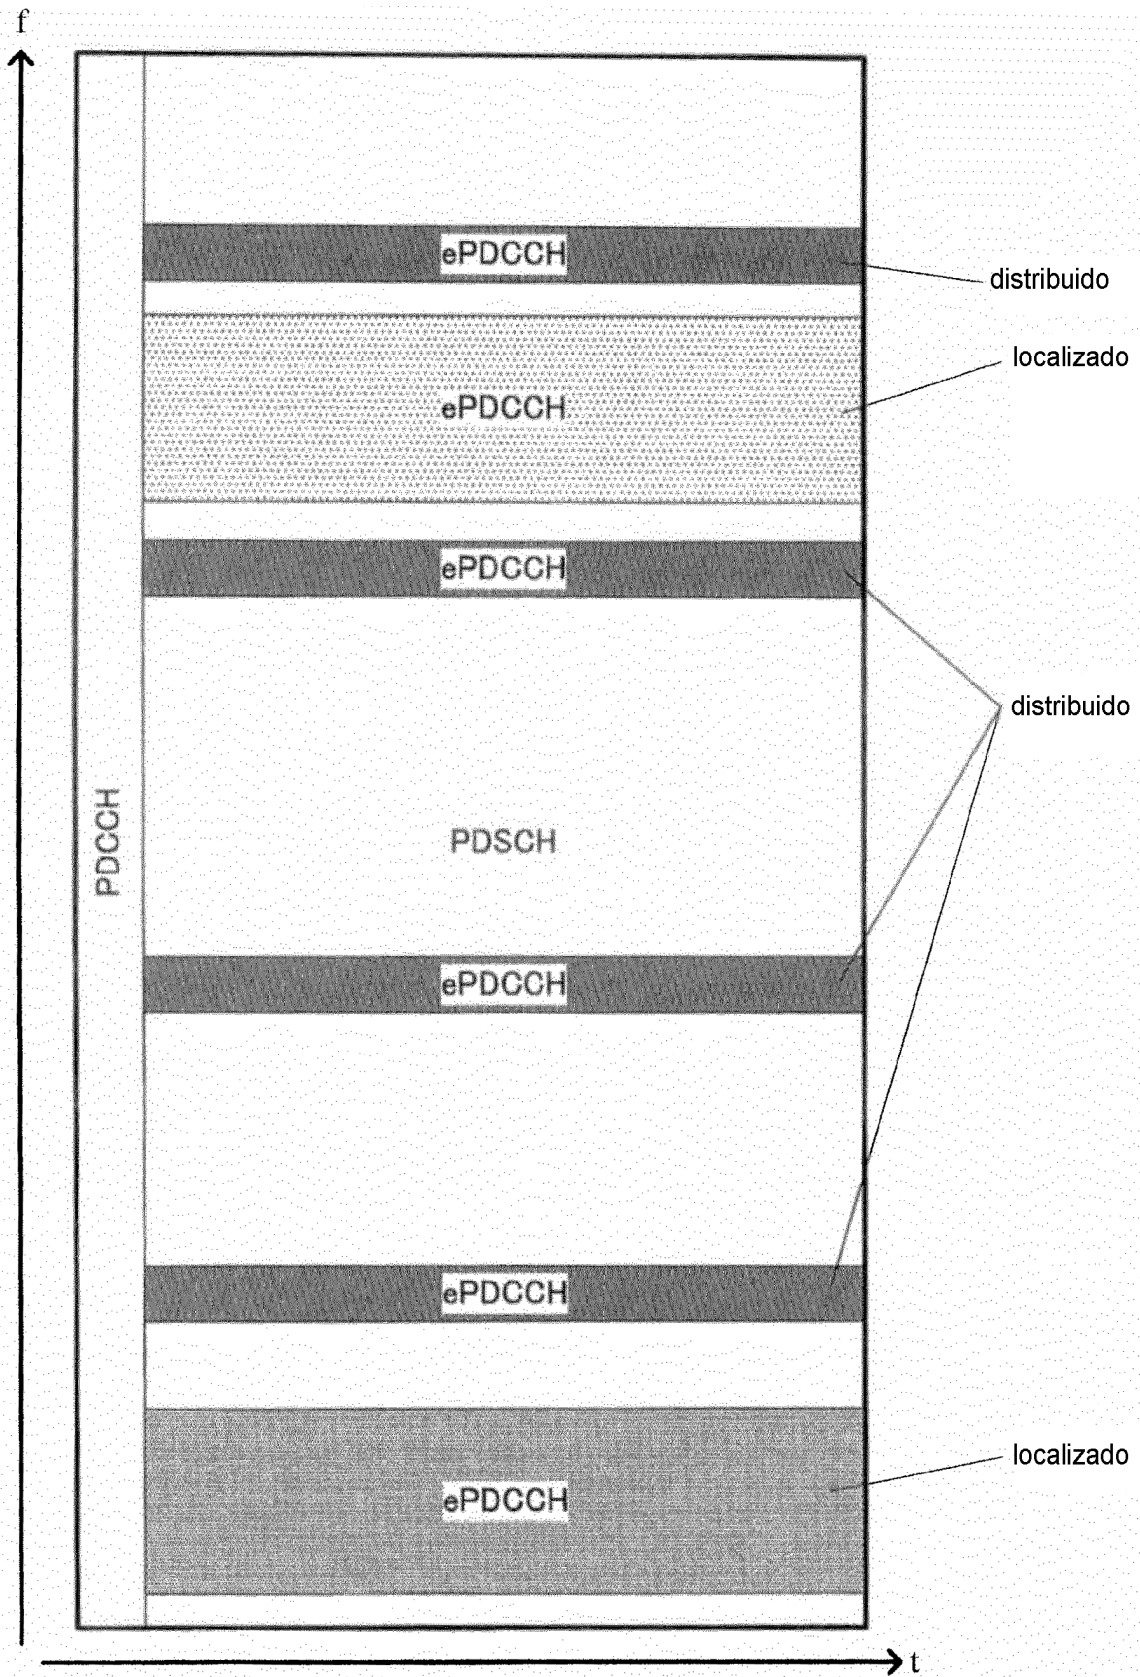 f
ePDCCH
distribuido
localizado
ePDCCH
ePDCCH
distribuido
PDCCH
PDSCH
ePDCCH
ePDCCH
localizado
ePDCCH
t